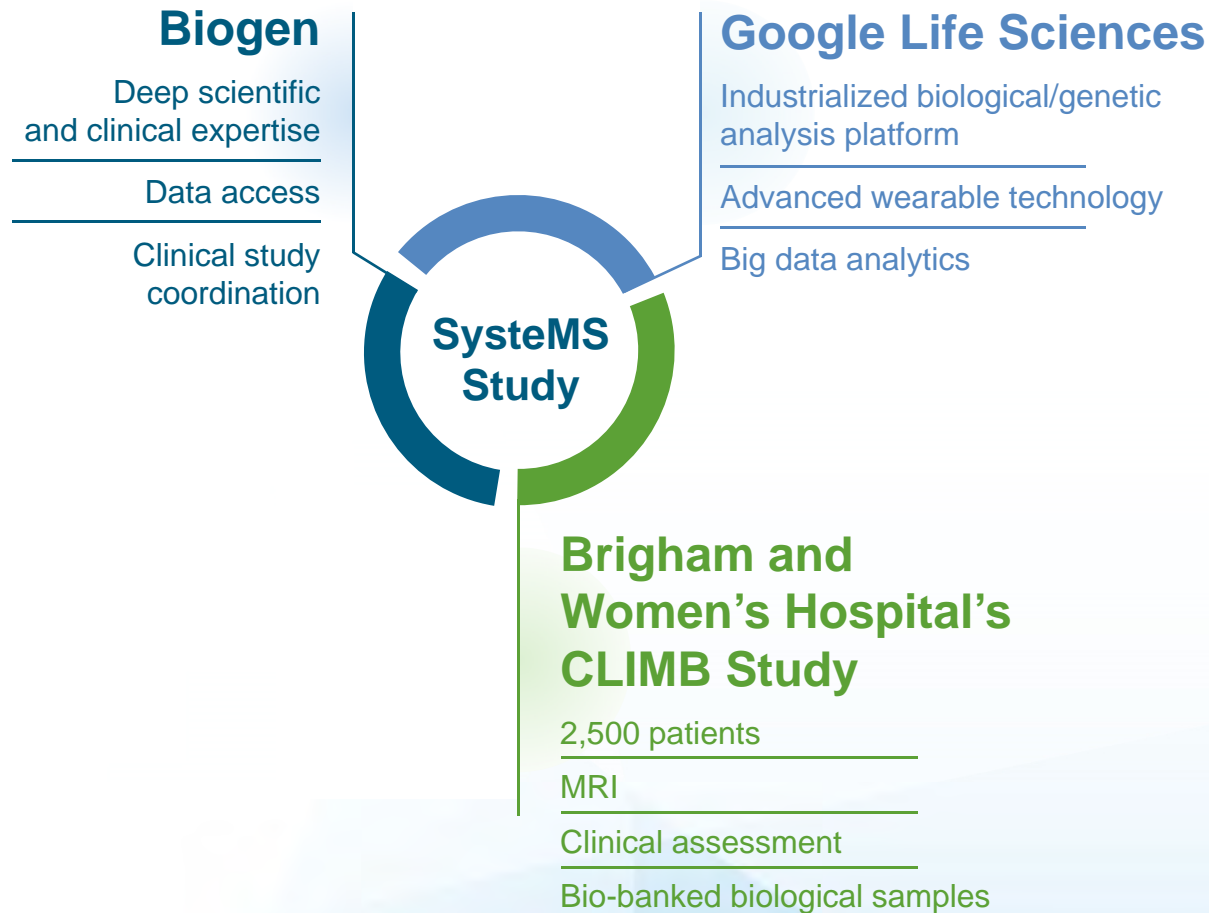 Biogen
Deep scientific
and clinical expertise
Data access
Clinical study
coordination
Google Life Sciences
Industrialized biological/genetic
analysis platform
Advanced wearable technology
Big data analytics
SysteMS
Study
Brigham and
Women’s Hospital’s
CLIMB Study
2,500 patients
MRI
Clinical assessment
Bio-banked biological samples